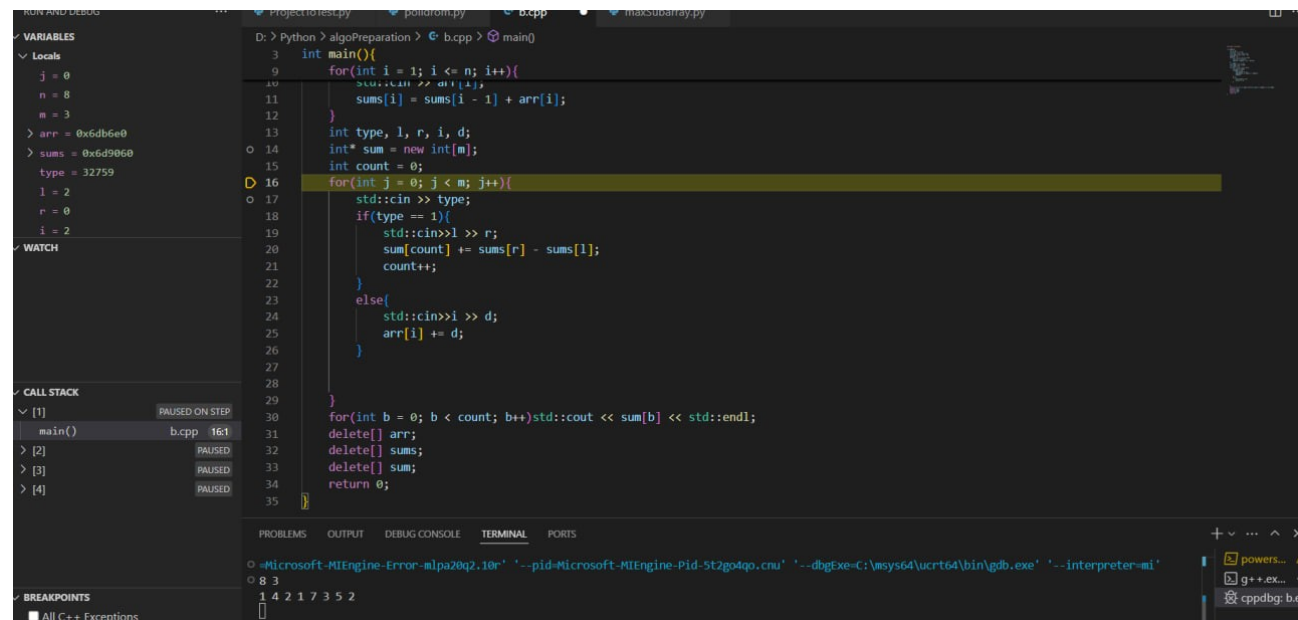 RUN AND DEBUG ...
ProjectToTest.py polidrom.py b.cpp maxSubarray.py
VARIABLES
Locals
j = 0
n = 8
m = 3
arr = 0x6db6e0
sums = 0x6d9060
type = 32759
l = 2
r = 0
i = 2
WATCH
CALL STACK
[1] PAUSED ON STEP
main() b.cpp 16:1
[2] PAUSED
[3] PAUSED
[4] PAUSED
BREAKPOINTS
All C++ Exceptions
D: > Python > algoPreparation > b.cpp > main()
3 int main(){
9 for(int i = 1; i <= n; i++){
10 std::cin >> arr[i];
11 sums[i] = sums[i - 1] + arr[i];
12 }
13 int type, l, r, i, d;
14 int* sum = new int[m];
15 int count = 0;
16 for(int j = 0; j < m; j++){
17 std::cin >> type;
18 if(type == 1){
19 std::cin>>l >> r;
20 sum[count] += sums[r] - sums[l];
21 count++;
22 }
23 else{
24 std::cin>>i >> d;
25 arr[i] += d;
26 }
27
28
29 }
30 for(int b = 0; b < count; b++)std::cout << sum[b] << std::endl;
31 delete[] arr;
32 delete[] sums;
33 delete[] sum;
34 return 0;
35 }
PROBLEMS OUTPUT DEBUG CONSOLE TERMINAL PORTS
=Microsoft-MIEngine-Error-mlpa20q2.10r' '--pid=Microsoft-MIEngine-Pid-5t2go4qo.cnu' '--dbgExe=C:\msys64\ucrt64\bin\gdb.exe' '--interpreter=mi'
8 3
1 4 2 1 7 3 5 2
powers...
g++.ex...
cppdbg: b.e